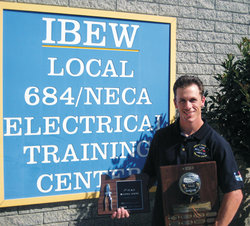 IBEW
LOCAL
684/NECA
ELECTRICAL
TRAINING
CENTER